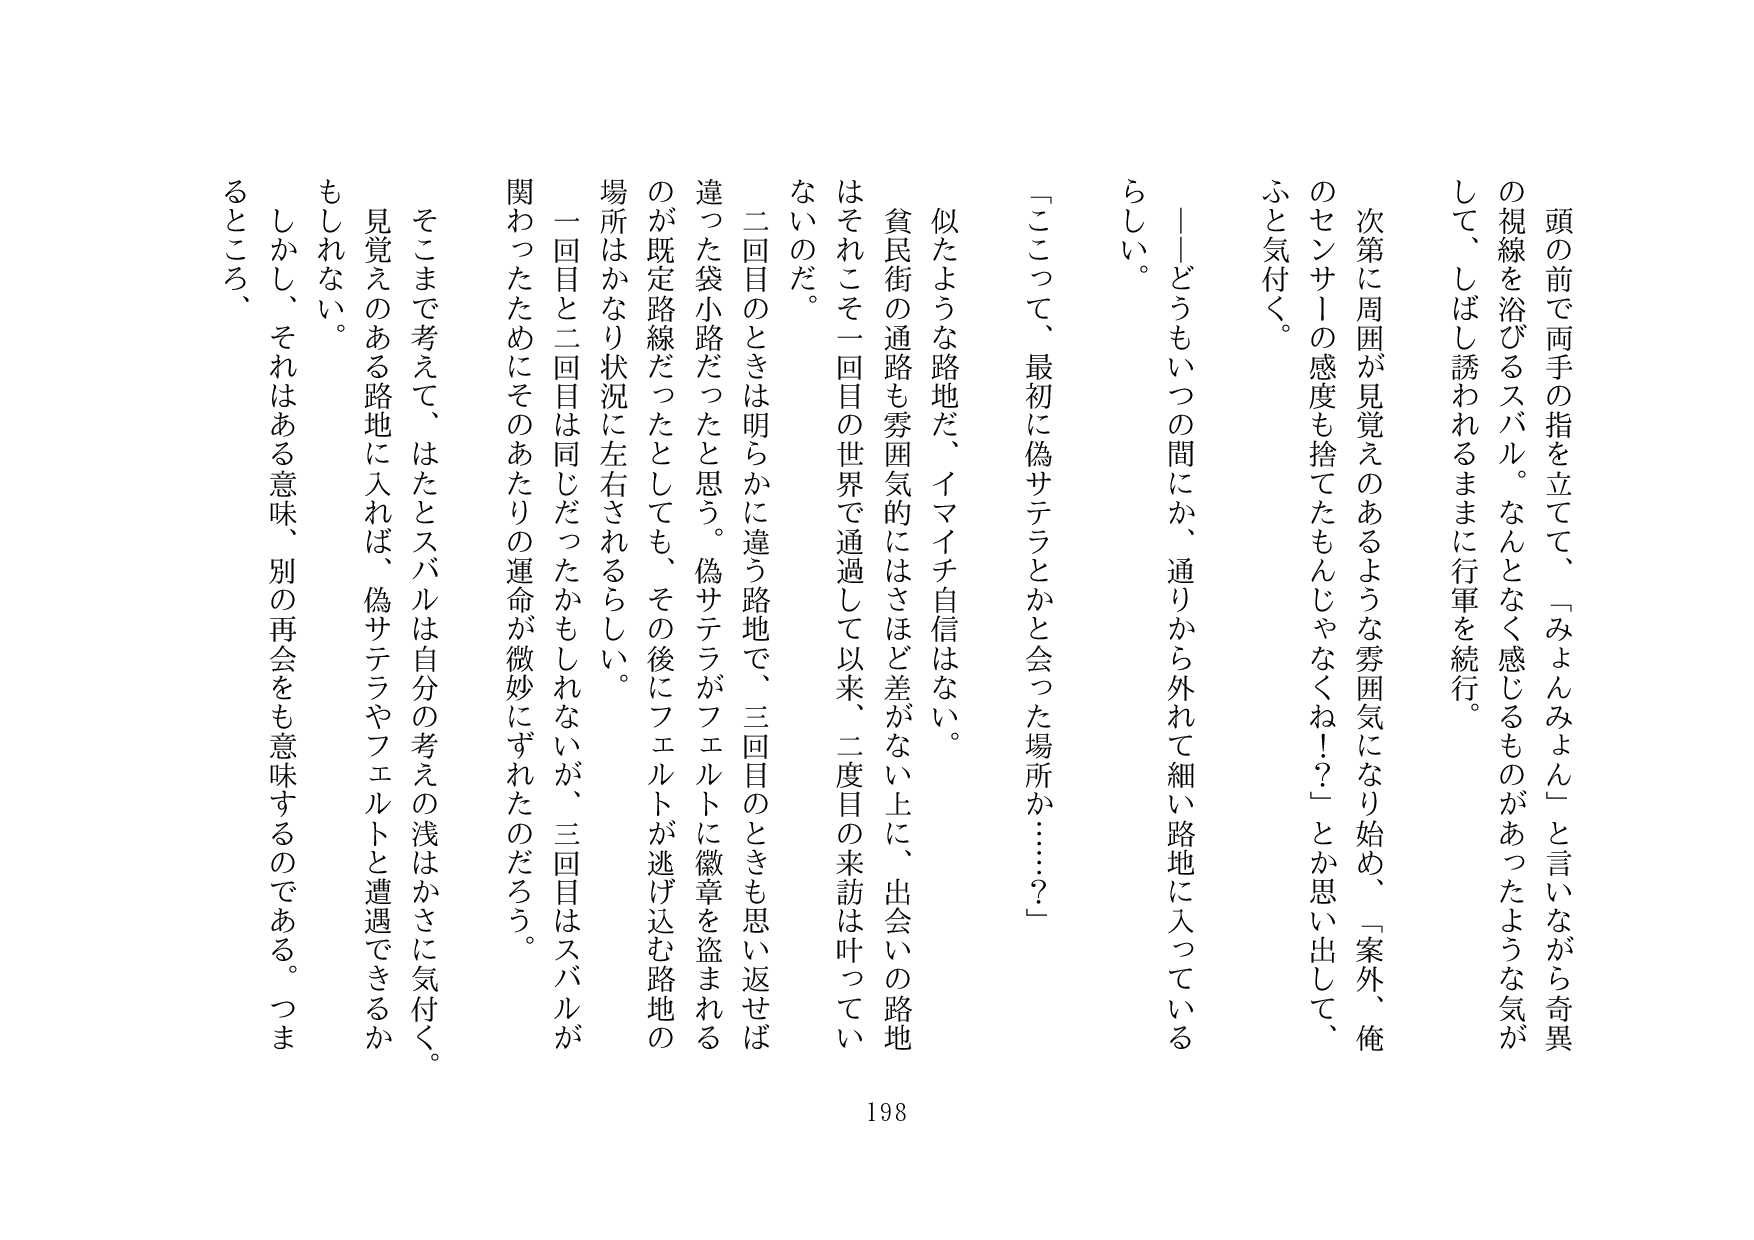 頭の前で両手の指を立てて、「みょんみょん」と言いながら奇異
の視線を浴びるスバル。なんとなく感じるものがあったような気が
して、しばし誘われるままに行軍を続行。
　次第に周囲が見覚えのあるような雰囲気になり始め、「案外、俺
のセンサーの感度も捨てたもんじゃなくね！？」とか思い出して、
ふと気付く。
　――どうもいつの間にか、通りから外れて細い路地に入っている
らしい。
「ここって、最初に偽サテラとかと会った場所か……？」
　似たような路地だ、イマイチ自信はない。
　貧民街の通路も雰囲気的にはさほど差がない上に、出会いの路地
はそれこそ一回目の世界で通過して以来、二度目の来訪は叶ってい
ないのだ。
　二回目のときは明らかに違う路地で、三回目のときも思い返せば
違った袋小路だったと思う。偽サテラがフェルトに徽章を盗まれる
のが既定路線だったとしても、その後にフェルトが逃げ込む路地の
場所はかなり状況に左右されるらしい。
　一回目と二回目は同じだったかもしれないが、三回目はスバルが
関わったためにそのあたりの運命が微妙にずれたのだろう。
　そこまで考えて、はたとスバルは自分の考えの浅はかさに気付く。
　見覚えのある路地に入れば、偽サテラやフェルトと遭遇できるか
もしれない。
　しかし、それはある意味、別の再会をも意味するのである。つま
るところ、
198